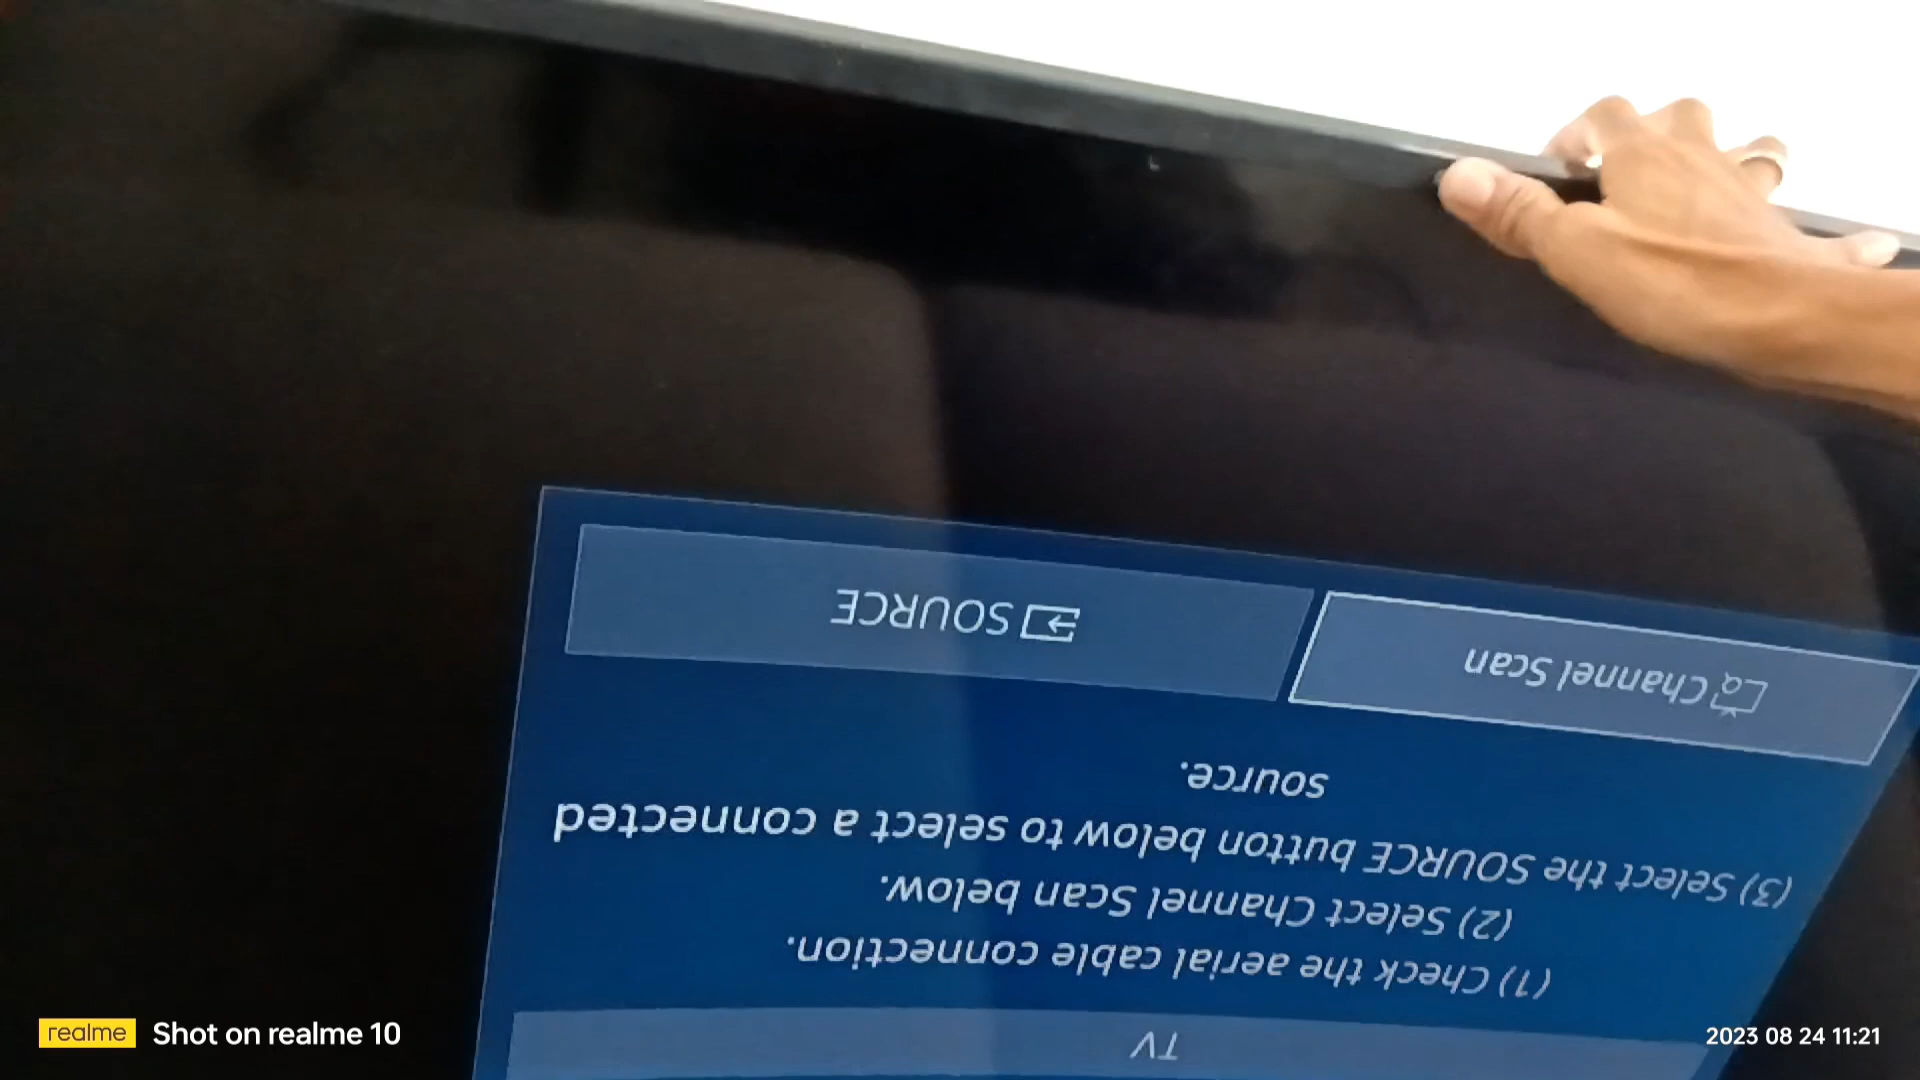 TV
(1) Check the aerial cable connection.
(2) Select Channel Scan below.
(3) Select the SOURCE button below to select a connected
source.
Channel Scan
SOURCE
realme
Shot on realme 10
2023 08 24 11:21